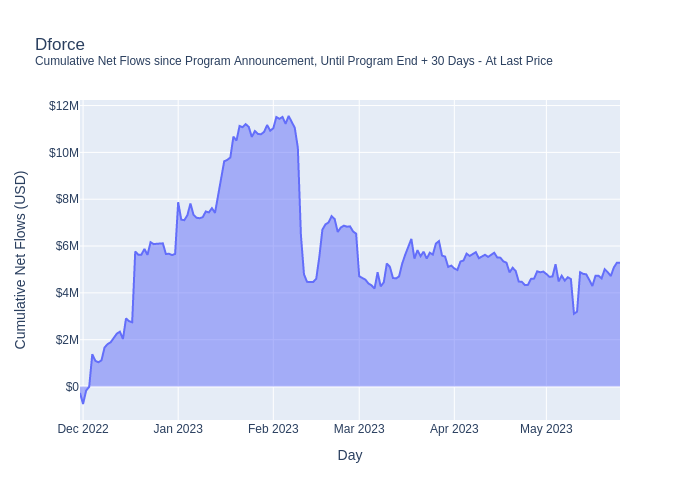 Dforce
Cumulative Net Flows since Program Announcement, Until Program End + 30 Days - At Last Price
Cumulative Net Flows (USD)
$12M
$10M
$8M
$6M
$4M
$2M
$0
Dec 2022
Jan 2023
Feb 2023
Mar 2023
Apr 2023
May 2023
Day